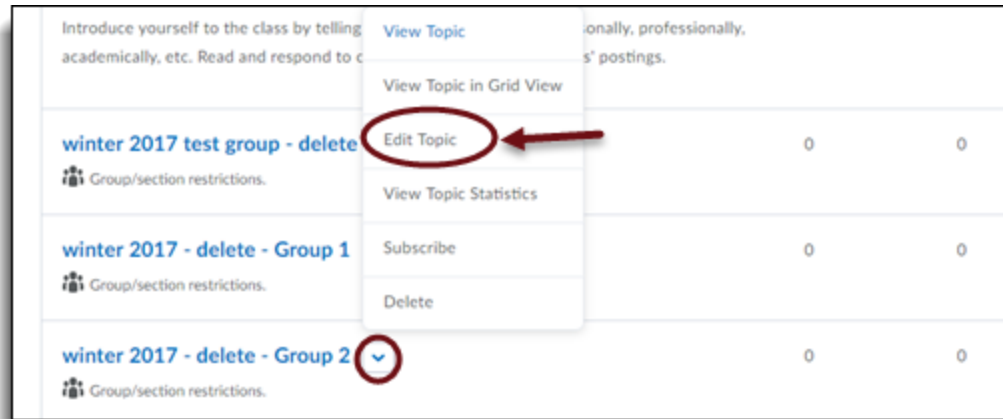 Introduce yourself to the class by telling onally, professionally,
academically, etc. Read and respond to s' postings.
View Topic
View Topic in Grid View
Edit Topic
View Topic Statistics
Subscribe
Delete
winter 2017 test group - delete
0 0
Group/section restrictions.
winter 2017 - delete - Group 1
0 0
Group/section restrictions.
winter 2017 - delete - Group 2
0 0
Group/section restrictions.